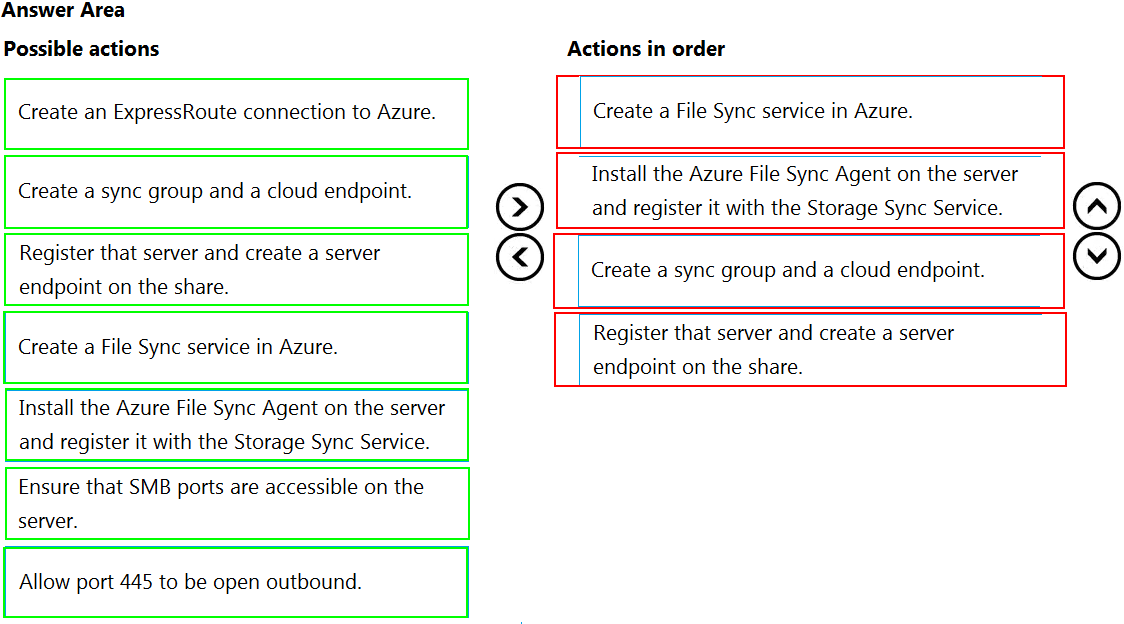 Answer Area
Possible actions
Create an ExpressRoute connection to Azure.
Create a sync group and a cloud endpoint.
Register that server and create a server
endpoint on the share.
Create a File Sync service in Azure.
Install the Azure File Sync Agent on the server
and register it with the Storage Sync Service.
Ensure that SMB ports are accessible on the
server.
Allow port 445 to be open outbound.
Actions in order
Create a File Sync service in Azure.
Install the Azure File Sync Agent on the server
and register it with the Storage Sync Service.
Create a sync group and a cloud endpoint.
Register that server and create a server
endpoint on the share.